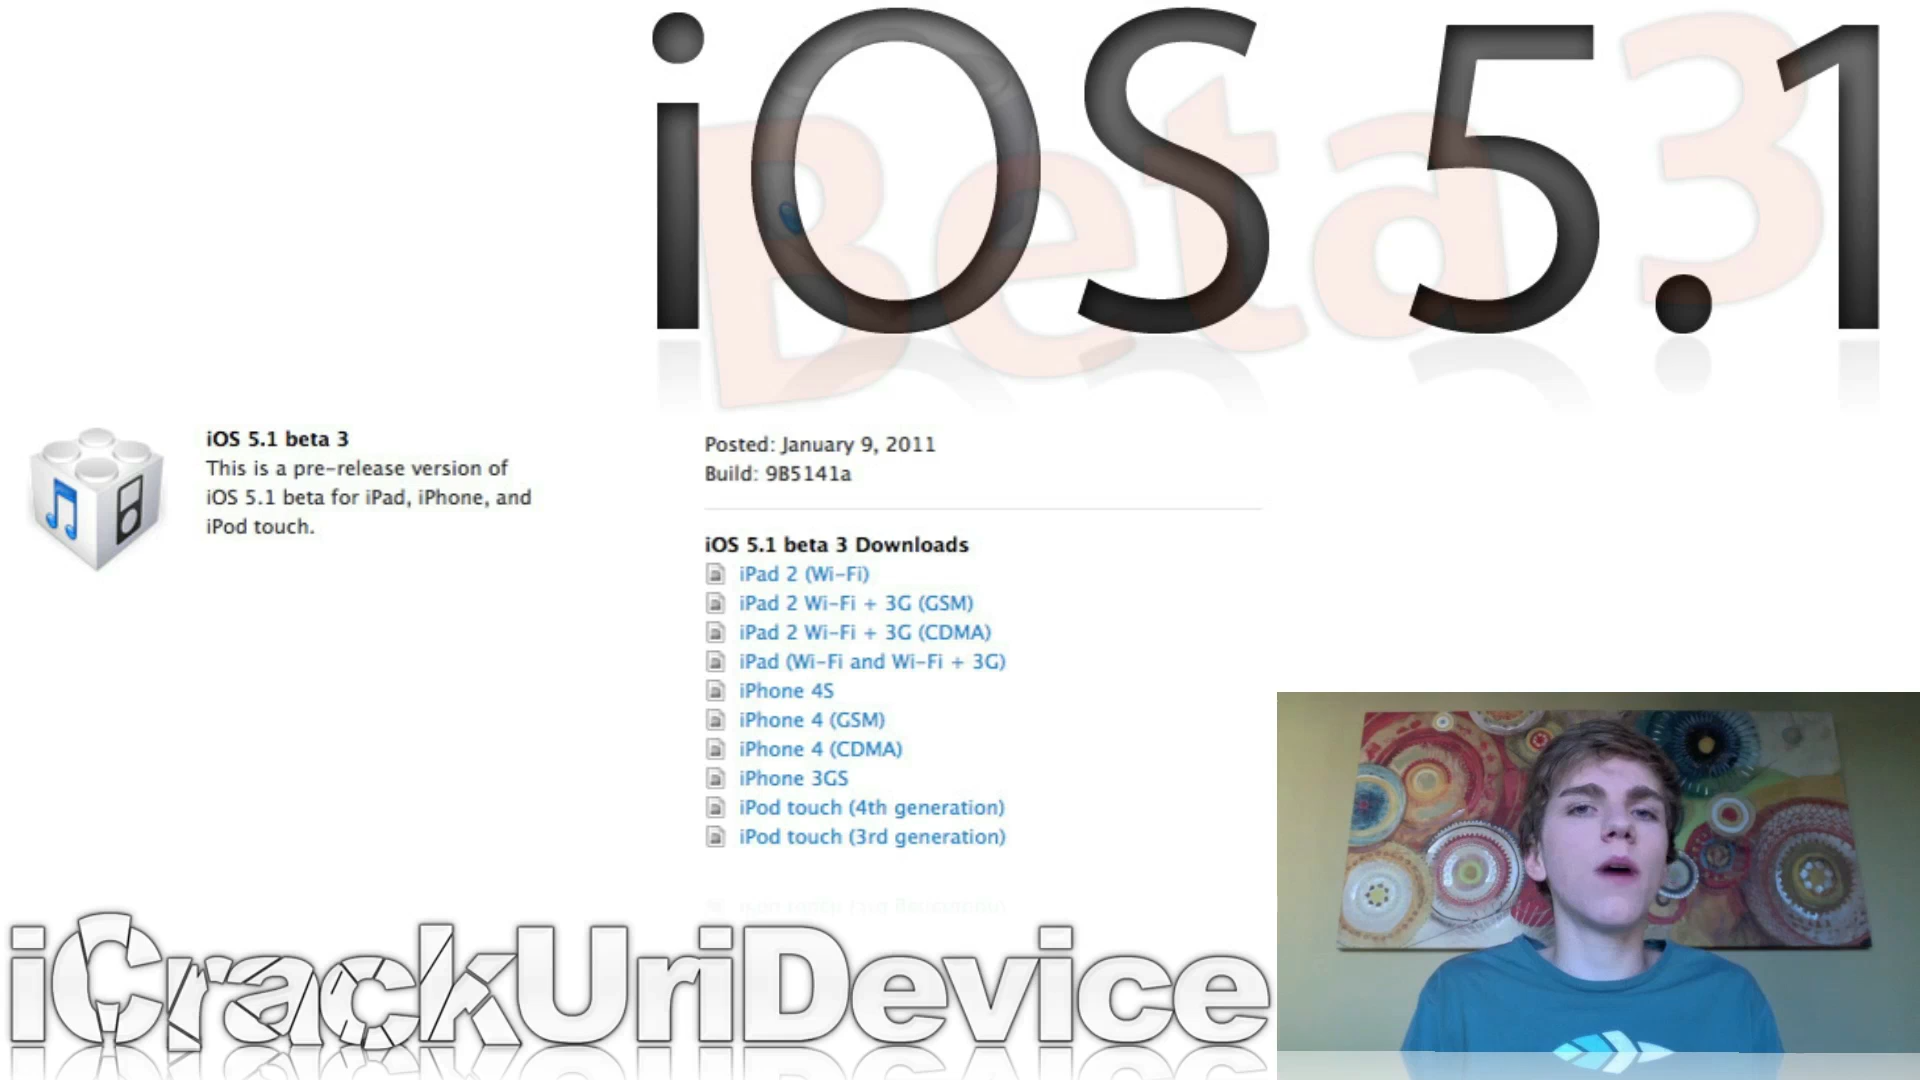 iOS 5.1
Beta 3
iOS 5.1 beta 3
This is a pre-release version of
iOS 5.1 beta for iPad, iPhone, and
iPod touch.
Posted: January 9, 2011
Build: 9B5141a
iOS 5.1 beta 3 Downloads
iPad 2 (Wi-Fi)
iPad 2 Wi-Fi + 3G (GSM)
iPad 2 Wi-Fi + 3G (CDMA)
iPad (Wi-Fi and Wi-Fi + 3G)
iPhone 4S
iPhone 4 (GSM)
iPhone 4 (CDMA)
iPhone 3GS
iPod touch (4th generation)
iPod touch (3rd generation)
iCrackUriDevice